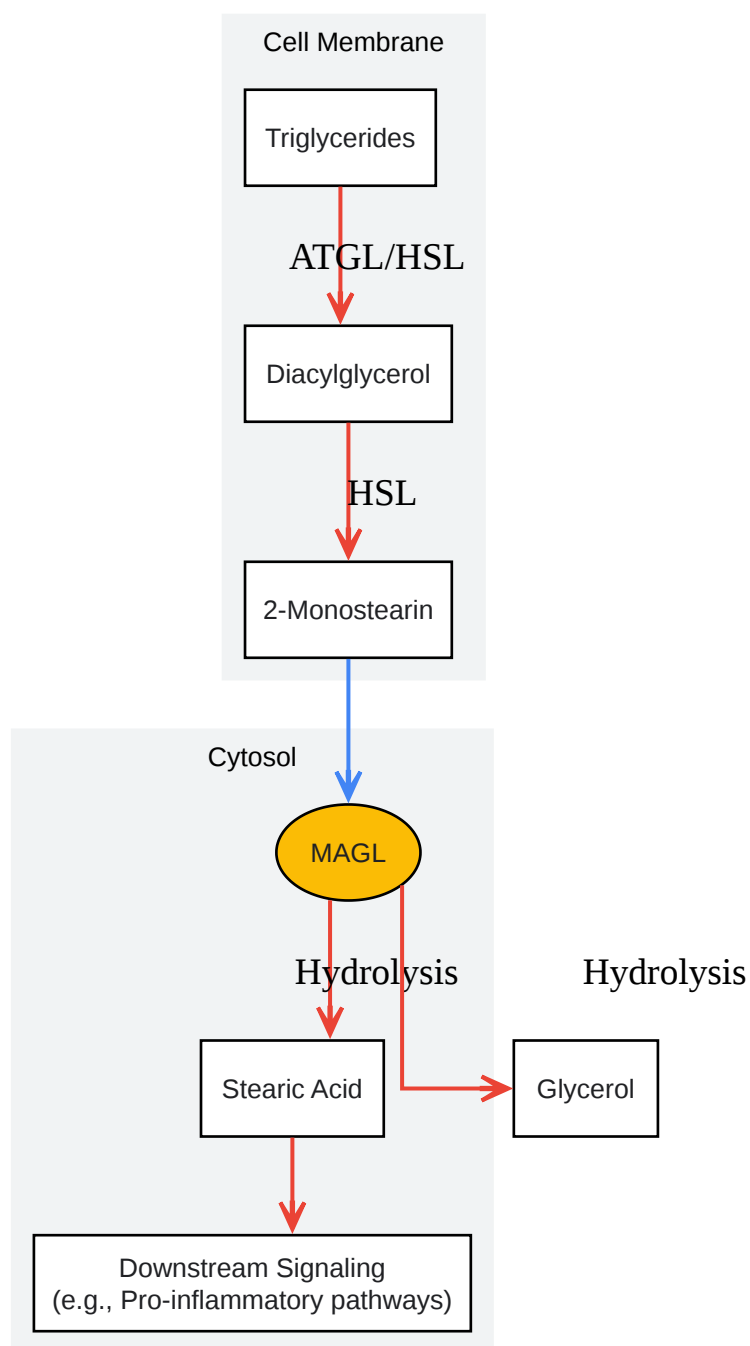 Cell Membrane
Triglycerides
ATGL/HSL
Diacylglycerol
HSL
2-Monostearin
Cytosol
MAGL
Hydrolysis
Hydrolysis
Stearic Acid
Glycerol
Downstream Signaling
(e.g., Pro-inflammatory pathways)